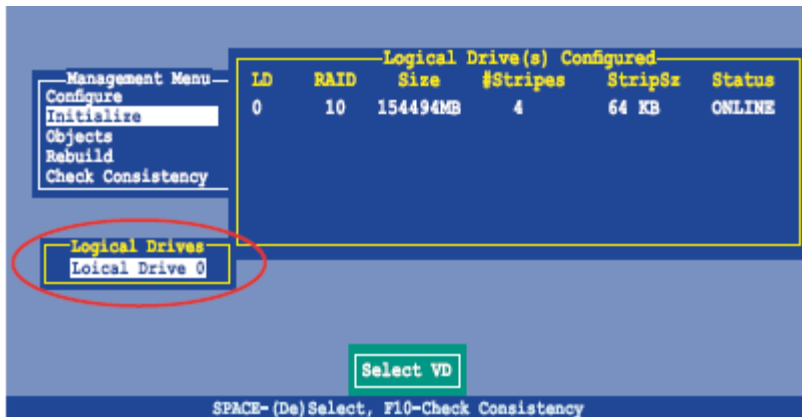 Logical Drive(s) Configured
LD RAID Size #Stripes StripSz Status
0 10 154494MB 4 64 KB ONLINE
Management Menu
Configure
Initialize
Objects
Rebuild
Check Consistency
Logical Drives
Loical Drive 0
Select VD
SPACE-(De)Select, F10-Check Consistency